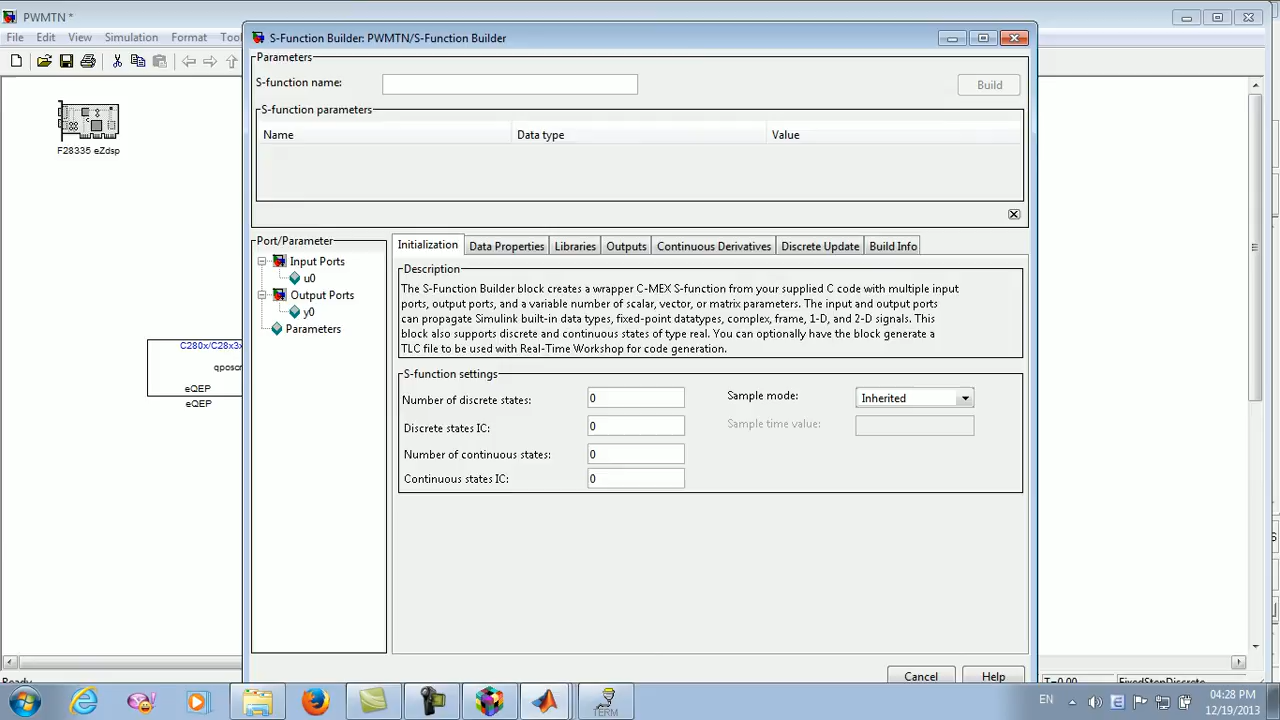 PWMTN *
File Edit View Simulation Format Tool
F28335 eZdsp
C280x/C28x3x
qposcr
eQEP
eQEP
Ready
S-Function Builder: PWMTN/S-Function Builder
Parameters
S-function name:
Build
S-function parameters
Name Data type Value
Port/Parameter
Input Ports
u0
Output Ports
y0
Parameters
Initialization Data Properties Libraries Outputs Continuous Derivatives Discrete Update Build Info
Description
The S-Function Builder block creates a wrapper C-MEX S-function from your supplied C code with multiple input
ports, output ports, and a variable number of scalar, vector, or matrix parameters. The input and output ports
can propagate Simulink built-in data types, fixed-point datatypes, complex, frame, 1-D, and 2-D signals. This
block also supports discrete and continuous states of type real. You can optionally have the block generate a
TLC file to be used with Real-Time Workshop for code generation.
S-function settings
Number of discrete states: 0 Sample mode: Inherited
Discrete states IC: 0 Sample time value:
Number of continuous states: 0
Continuous states IC: 0
Cancel Help
T=0.00 FixedStepDiscrete
TERM
EN
04:28 PM
12/19/2013